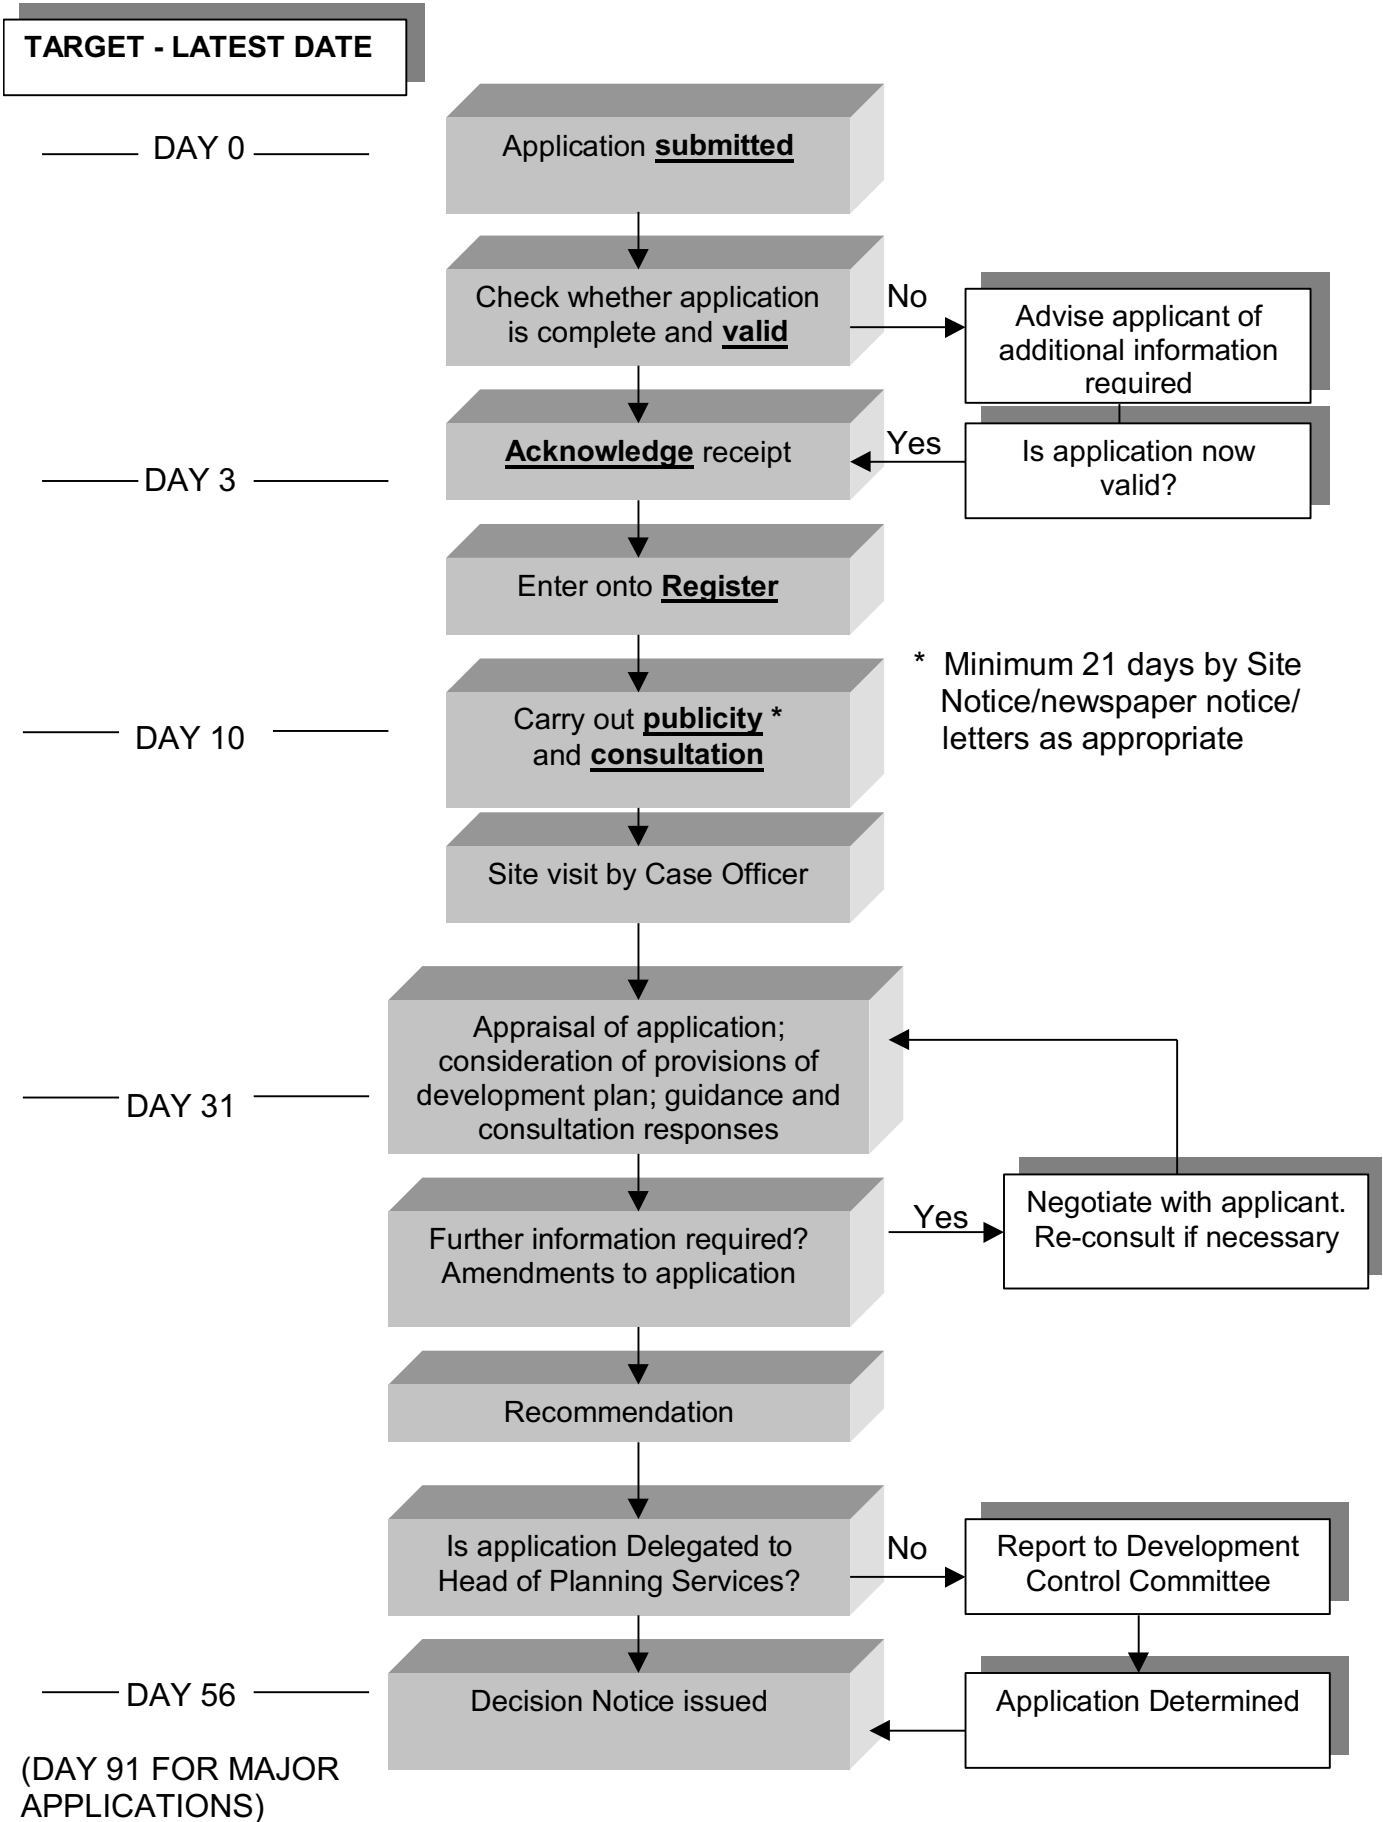 TARGET - LATEST DATE
DAY 0
Application submitted
Check whether application
is complete and valid
No
Advise applicant of
additional information
required
Acknowledge receipt
Yes
Is application now
valid?
DAY 3
Enter onto Register
* Minimum 21 days by Site
Notice/newspaper notice/
letters as appropriate
Carry out publicity *
and consultation
DAY 10
Site visit by Case Officer
Appraisal of application;
consideration of provisions of
development plan; guidance and
consultation responses
DAY 31
Further information required?
Amendments to application
Yes
Negotiate with applicant.
Re-consult if necessary
Recommendation
Is application Delegated to
Head of Planning Services?
No
Report to Development
Control Committee
DAY 56
Decision Notice issued
Application Determined
(DAY 91 FOR MAJOR
APPLICATIONS)